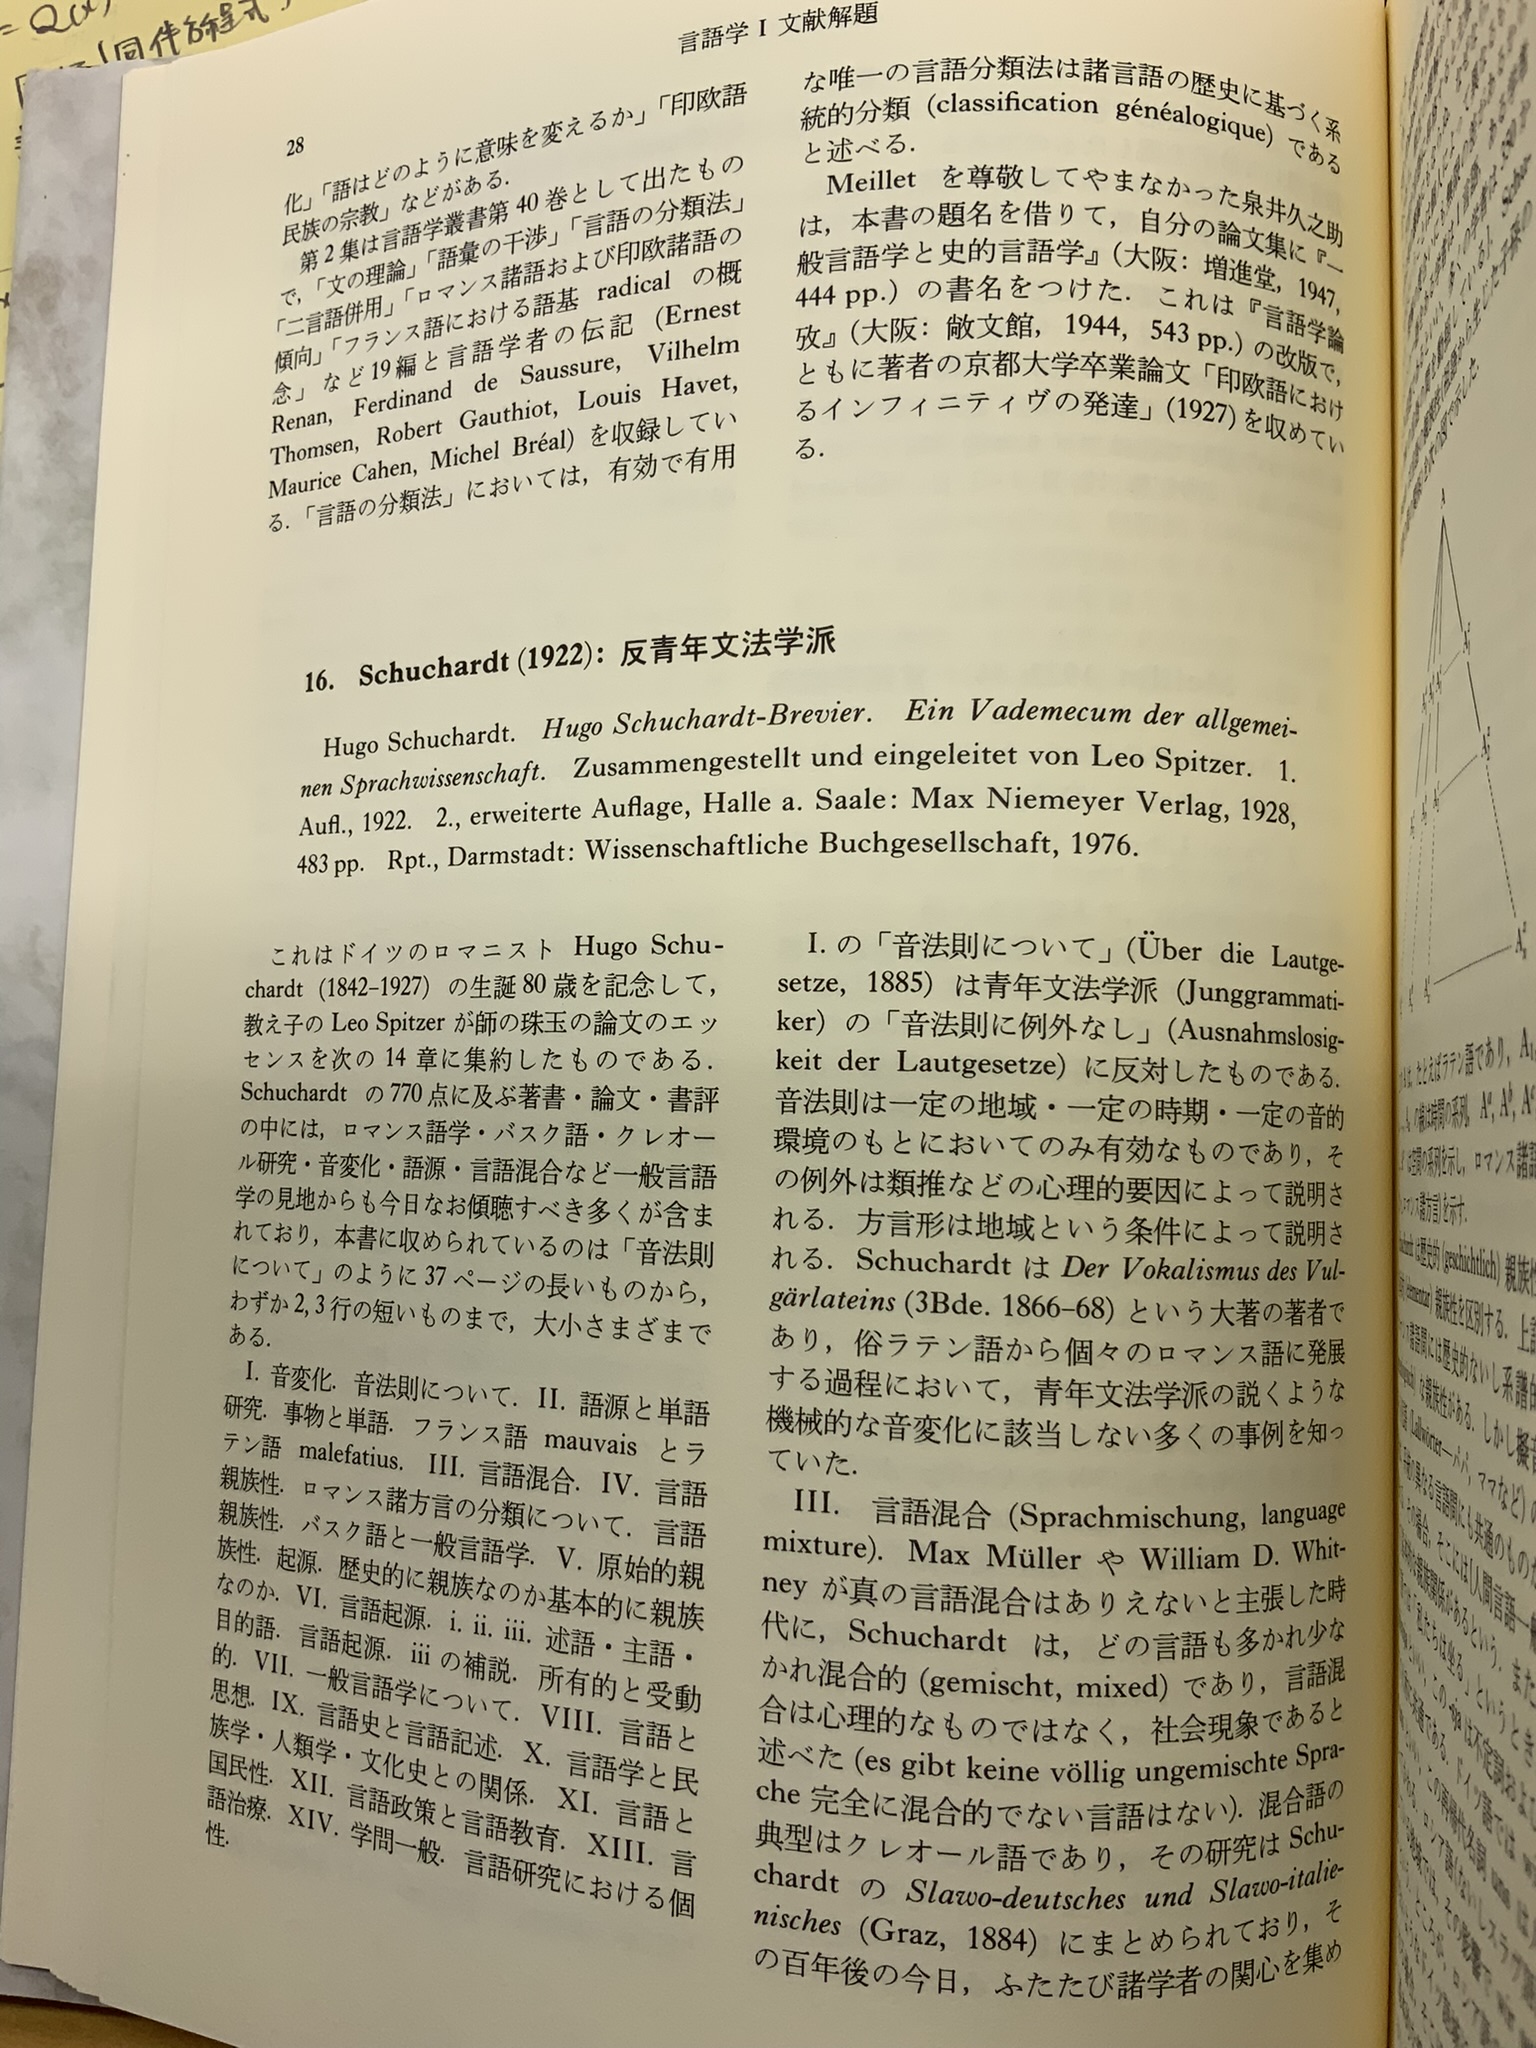 言語学 I 文献解題
28
化」「語はどのように意味を変えるか」「印欧語
民族の宗教」などがある.
第2集は言語学叢書第40巻として出たもの
で,「文の理論」「語彙の干渉」「言語の分類法」
「二言語併用」「ロマンス諸語および印欧諸語の
傾向」「フランス語における語基 radical の概
念」など19編と言語学者の伝記 (Ernest
Renan, Ferdinand de Saussure, Vilhelm
Thomsen, Robert Gauthiot, Louis Havet,
Maurice Cahen, Michel Bréal) を収録してい
る.「言語の分類法」においては, 有効で有用
な唯一の言語分類法は諸言語の歴史に基づく系
統的分類 (classification généalogique) である
と述べる.
Meillet を尊敬してやまなかった泉井久之助
は, 本書の題名を借りて, 自分の論文集に『一
般言語学と史的言語学』(大阪: 増進堂, 1947,
444 pp.) の書名をつけた. これは『言語学論
攷』(大阪: 敞文館, 1944, 543 pp.) の改版で,
ともに著者の京都大学卒業論文「印欧語におけ
るインフィニティヴの発達」(1927) を収めてい
る.
16. Schuchardt (1922): 反青年文法学派
Hugo Schuchardt. Hugo Schuchardt-Brevier. Ein Vademecum der allgemei-
nen Sprachwissenschaft. Zusammengestellt und eingeleitet von Leo Spitzer. 1.
Aufl., 1922. 2., erweiterte Auflage, Halle a. Saale: Max Niemeyer Verlag, 1928,
483 pp. Rpt., Darmstadt: Wissenschaftliche Buchgesellschaft, 1976.
これはドイツのロマニスト Hugo Schu-
chardt (1842–1927) の生誕80歳を記念して,
教え子の Leo Spitzer が師の珠玉の論文のエッ
センスを次の14章に集約したものである.
Schuchardt の770点に及ぶ著書・論文・書評
の中には, ロマンス語学・バスク語・クレオー
ル研究・音変化・語源・言語混合など一般言語
学の見地からも今日なお傾聴すべき多くが含ま
れており, 本書に収められているのは「音法則
について」のように37ページの長いものから,
わずか2, 3行の短いものまで, 大小さまざまで
ある.
I. 音変化. 音法則について. II. 語源と単語
研究. 事物と単語. フランス語 mauvais とラ
テン語 malefatius. III. 言語混合. IV. 言語
親族性. ロマンス諸方言の分類について. 言語
親族性. バスク語と一般言語学. V. 原始的親
族性. 起源. 歴史的に親族なのか基本的に親族
なのか. VI. 言語起源. i. ii. iii. 述語・主語・
目的語. 言語起源. iii の補説. 所有的と受動
的. VII. 一般言語学について. VIII. 言語と
思想. IX. 言語史と言語記述. X. 言語学と民
族学・人類学・文化史との関係. XI. 言語と
国民性. XII. 言語政策と言語教育. XIII. 言
語治療. XIV. 学問一般. 言語研究における個
性.
I. の「音法則について」(Über die Lautge-
setze, 1885) は青年文法学派 (Junggrammati-
ker) の「音法則に例外なし」(Ausnahmslosig-
keit der Lautgesetze) に反対したものである.
音法則は一定の地域・一定の時期・一定の音的
環境のもとにおいてのみ有効なものであり, そ
の例外は類推などの心理的要因によって説明さ
れる. 方言形は地域という条件によって説明さ
れる. Schuchardt は Der Vokalismus des Vul-
gärlateins (3Bde. 1866–68) という大著の著者で
あり, 俗ラテン語から個々のロマンス語に発展
する過程において, 青年文法学派の説くような
機械的な音変化に該当しない多くの事例を知っ
ていた.
III. 言語混合 (Sprachmischung, language
mixture). Max Müller や William D. Whit-
ney が真の言語混合はありえないと主張した時
代に, Schuchardt は, どの言語も多かれ少な
かれ混合的 (gemischt, mixed) であり, 言語混
合は心理的なものではなく, 社会現象であると
述べた (es gibt keine völlig ungemischte Spra-
che 完全に混合的でない言語はない). 混合語の
典型はクレオール語であり, その研究は Schu-
chardt の Slawo-deutsches und Slawo-italie-
nisches (Graz, 1884) にまとめられており, そ
の百年後の今日, ふたたび諸学者の関心を集め